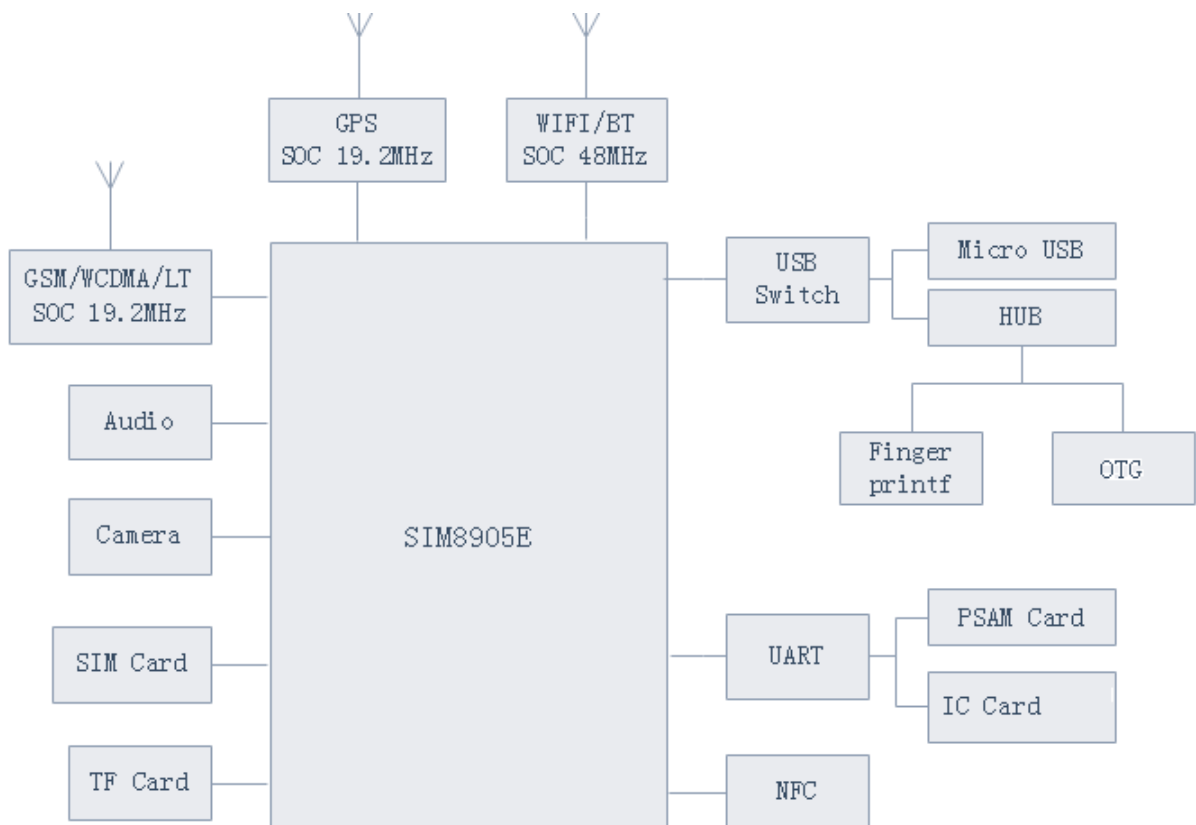 GPS
SOC 19.2MHz
WIFI/BT
SOC 48MHz
GSM/WCDMA/LT
SOC 19.2MHz
USB
Switch
Micro USB
HUB
Audio
Finger
printf
OTG
Camera
SIM8905E
SIM Card
UART
PSAM Card
IC Card
TF Card
NFC